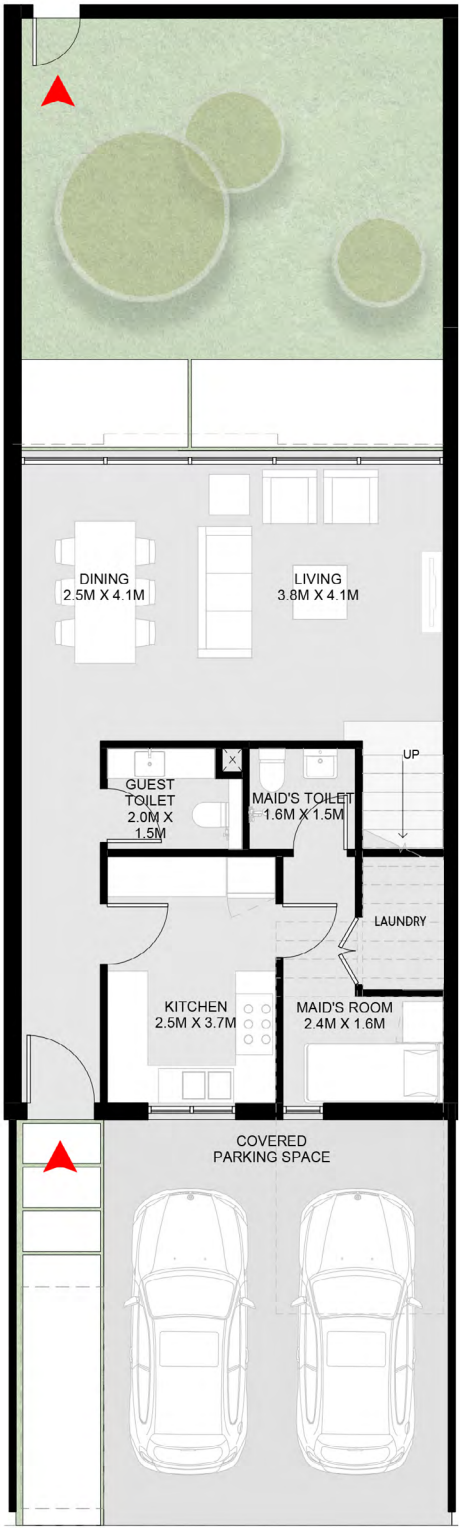 DINING
2.5M X 4.1M
LIVING
3.8M X 4.1M
UP
X
GUEST
TOILET
2.0M X
1.5M
MAID'S TOILET
1.6M X 1.5M
LAUNDRY
KITCHEN
2.5M X 3.7M
MAID'S ROOM
2.4M X 1.6M
COVERED
PARKING SPACE